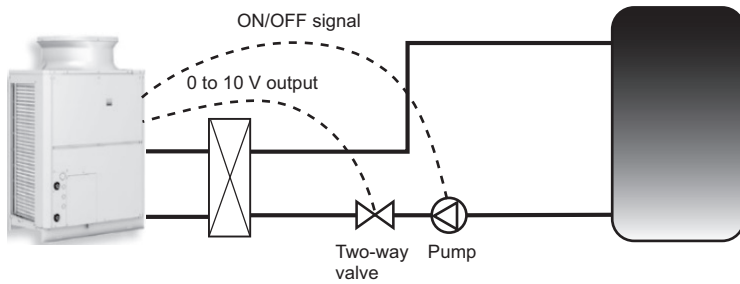 ON/OFF signal
0 to 10 V output
Two-way
valve
Pump